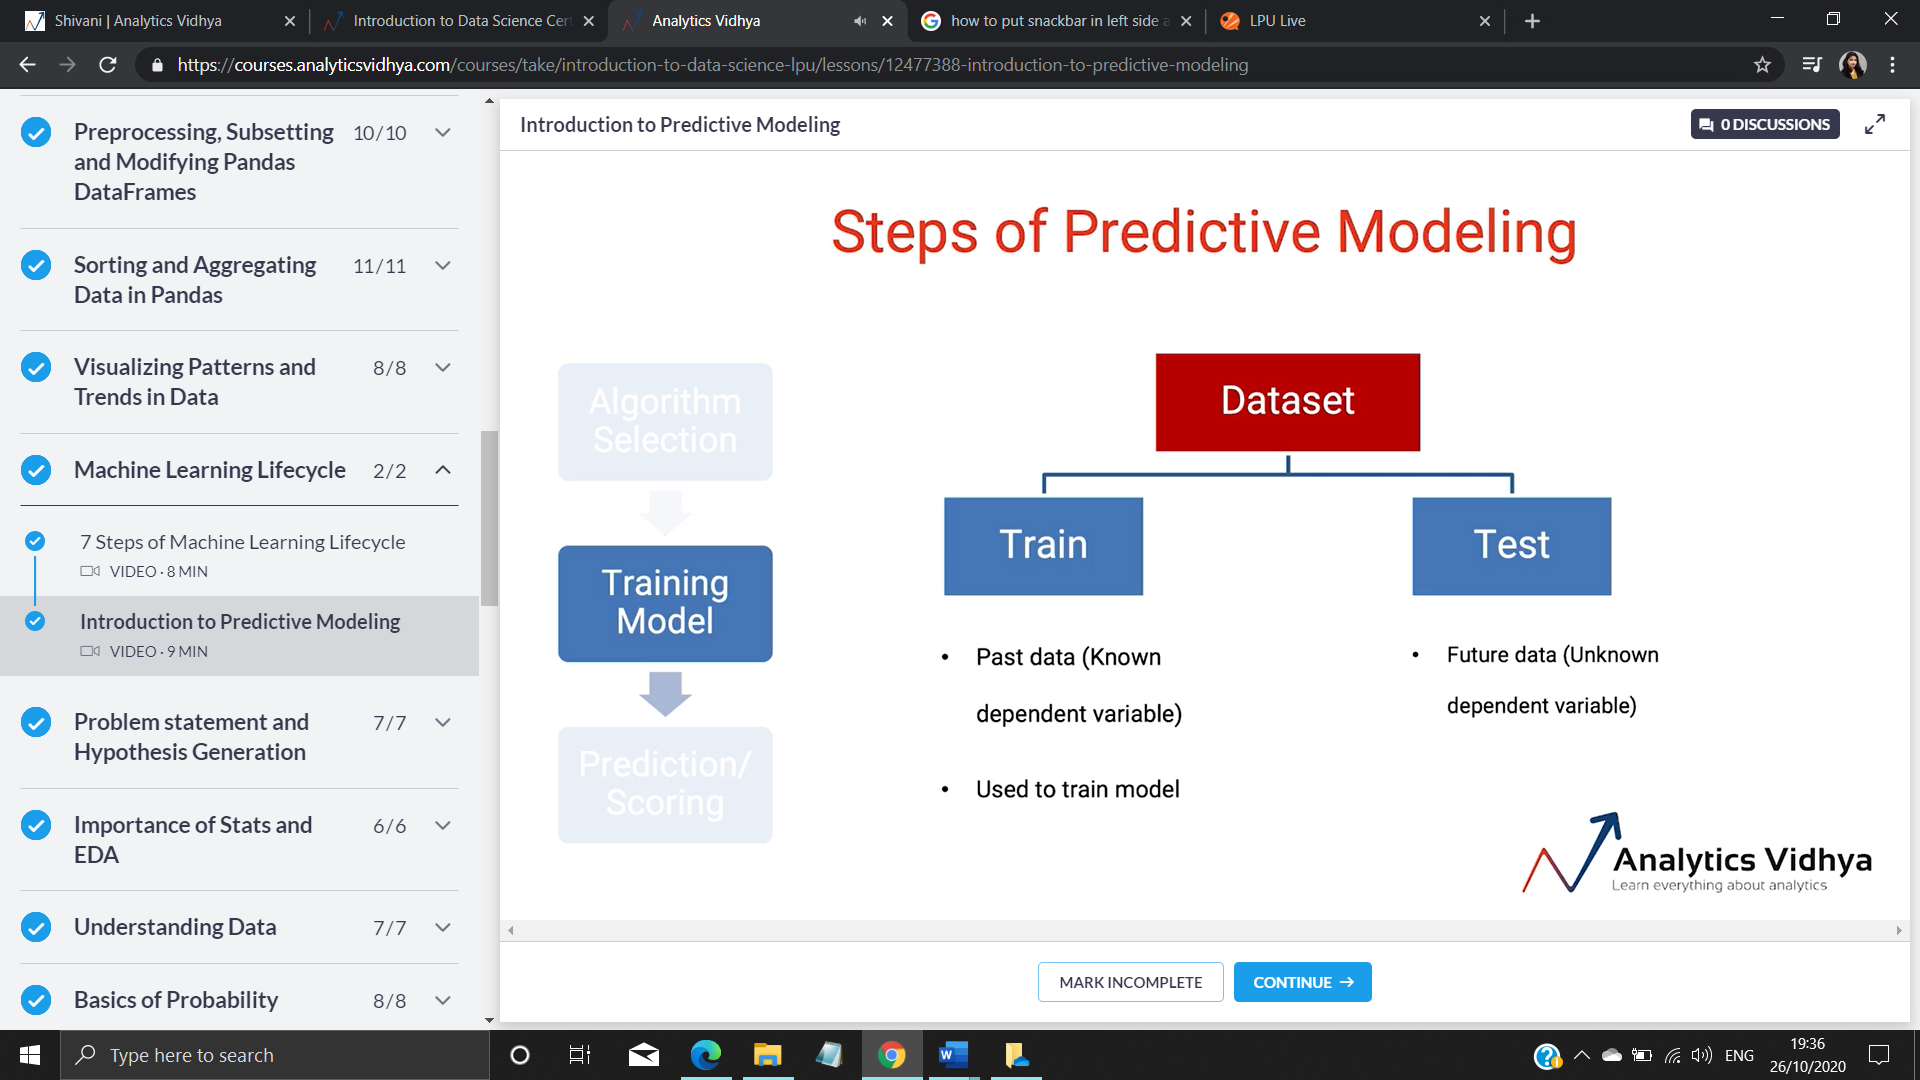 Shivani | Analytics Vidhya
Introduction to Data Science Cert
Analytics Vidhya
how to put snackbar in left side a
LPU Live
https://courses.analyticsvidhya.com/courses/take/introduction-to-data-science-lpu/lessons/12477388-introduction-to-predictive-modeling
Preprocessing, Subsetting 10/10
and Modifying Pandas
DataFrames
Sorting and Aggregating 11/11
Data in Pandas
Visualizing Patterns and 8/8
Trends in Data
Machine Learning Lifecycle 2/2
7 Steps of Machine Learning Lifecycle
VIDEO · 8 MIN
Introduction to Predictive Modeling
VIDEO · 9 MIN
Problem statement and 7/7
Hypothesis Generation
Importance of Stats and 6/6
EDA
Understanding Data 7/7
Basics of Probability 8/8
Introduction to Predictive Modeling
0 DISCUSSIONS
Steps of Predictive Modeling
Algorithm
Selection
Training
Model
Prediction/
Scoring
Dataset
Train
Test
• Past data (Known
dependent variable)
• Used to train model
• Future data (Unknown
dependent variable)
Analytics Vidhya
Learn everything about analytics
MARK INCOMPLETE
CONTINUE →
Type here to search
ENG
19:36
26/10/2020